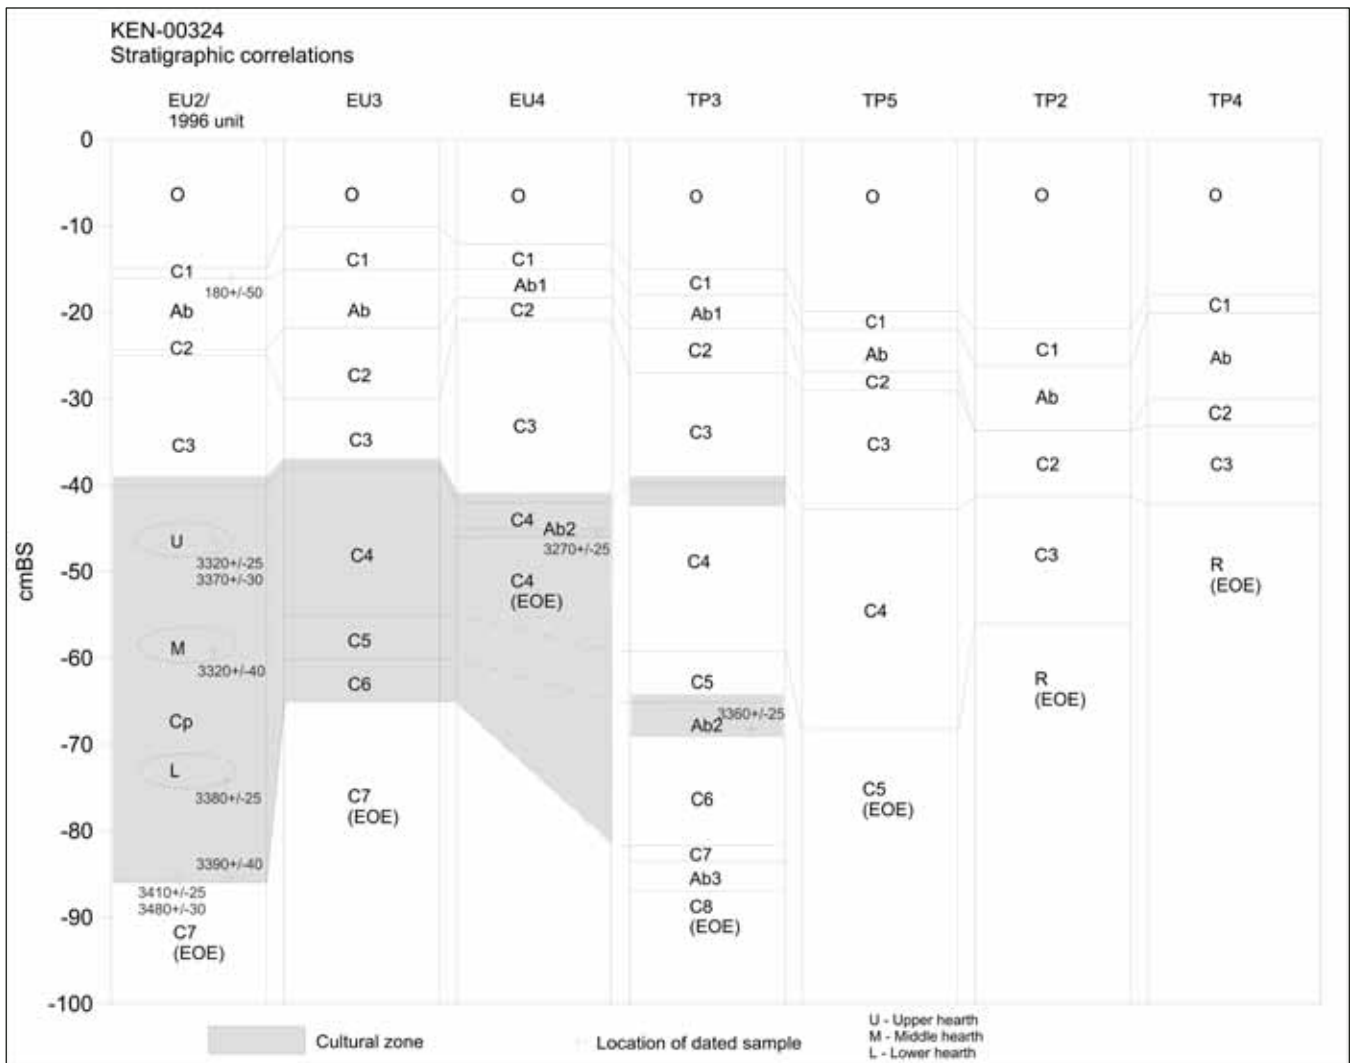 KEN-00324
Stratigraphic correlations
EU2/
1996 unit
EU3
EU4
TP3
TP5
TP2
TP4
cmBS
0
-10
-20
-30
-40
-50
-60
-70
-80
-90
-100
O
C1
180+/-50
Ab
C2
C3
U
3320+/-25
3370+/-30
M
3320+/-40
Cp
L
3380+/-25
3390+/-40
3410+/-25
3480+/-30
C7
(EOE)
O
C1
Ab
C2
C3
C4
C5
C6
C7
(EOE)
O
C1
Ab1
C2
C3
C4
Ab2
3270+/-25
C4
(EOE)
O
C1
Ab1
C2
C3
C4
C5
3360+/-25
Ab2
C6
C7
Ab3
C8
(EOE)
O
C1
Ab
C2
C3
C4
C5
(EOE)
O
C1
Ab
C2
C3
R
(EOE)
O
C1
Ab
C2
C3
R
(EOE)
Cultural zone
Location of dated sample
U - Upper hearth
M - Middle hearth
L - Lower hearth